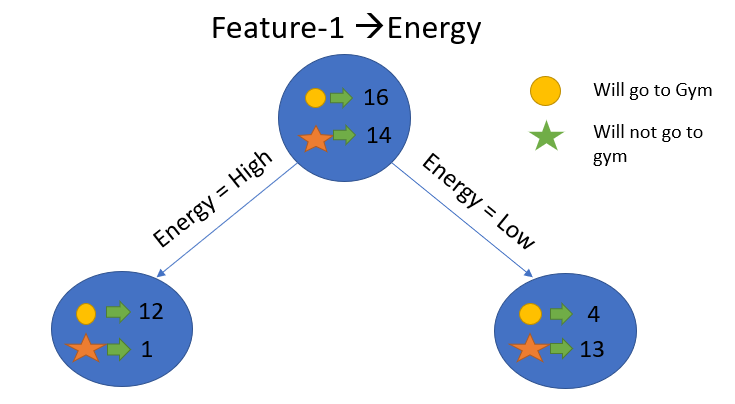 Feature-1 →Energy
16
14
Will go to Gym
Will not go to
gym
Energy = High
Energy = Low
12
1
4
13